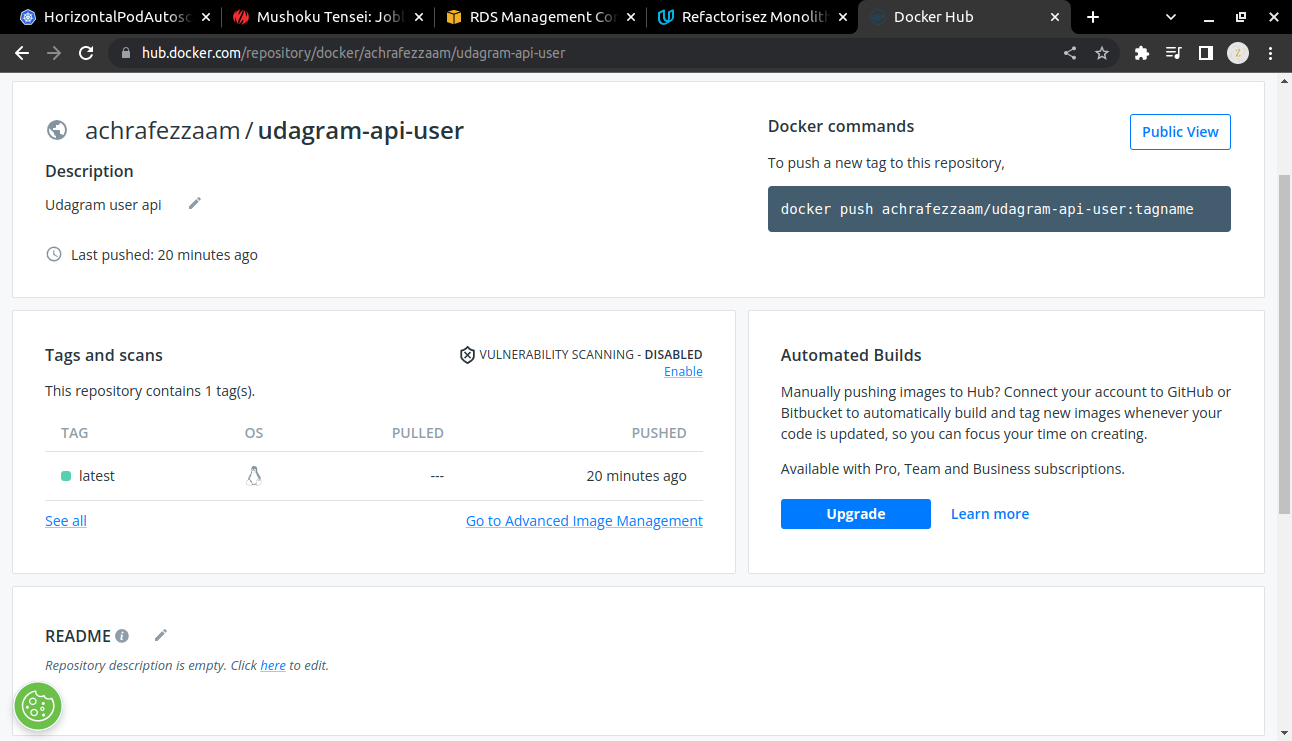 HorizontalPodAutosc
Mushoku Tensei: Jobl
RDS Management Con
Refactorisez Monolith
Docker Hub
hub.docker.com/repository/docker/achrafezzaam/udagram-api-user
Z
achrafezzaam / udagram-api-user
Description
Udagram user api
Last pushed: 20 minutes ago
Docker commands
Public View
To push a new tag to this repository,
docker push achrafezzaam/udagram-api-user:tagname
Tags and scans
VULNERABILITY SCANNING - DISABLED
Enable
This repository contains 1 tag(s).
TAG OS PULLED PUSHED
latest --- 20 minutes ago
See all
Go to Advanced Image Management
Automated Builds
Manually pushing images to Hub? Connect your account to GitHub or
Bitbucket to automatically build and tag new images whenever your
code is updated, so you can focus your time on creating.
Available with Pro, Team and Business subscriptions.
Upgrade
Learn more
README
Repository description is empty. Click here to edit.